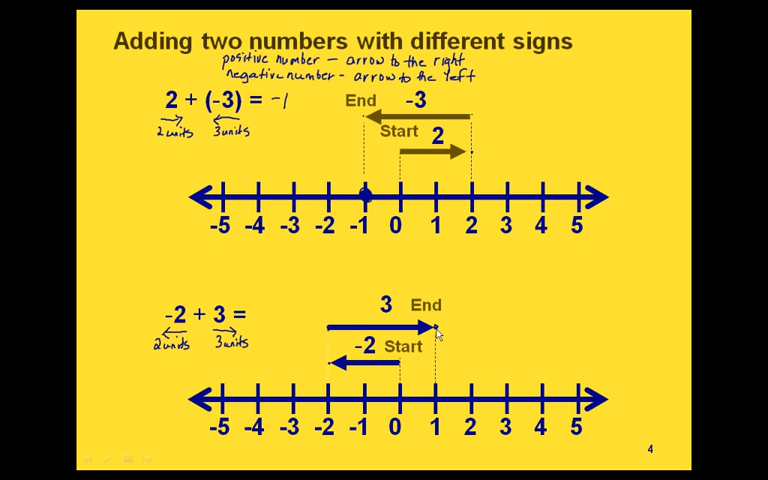 Adding two numbers with different signs
positive number - arrow to the right
negative number - arrow to the left
2 + (-3) = -1
2 units 3 units
End -3
Start 2
-5 -4 -3 -2 -1 0 1 2 3 4 5
-2 + 3 =
2 units 3 units
3 End
-2 Start
-5 -4 -3 -2 -1 0 1 2 3 4 5
4